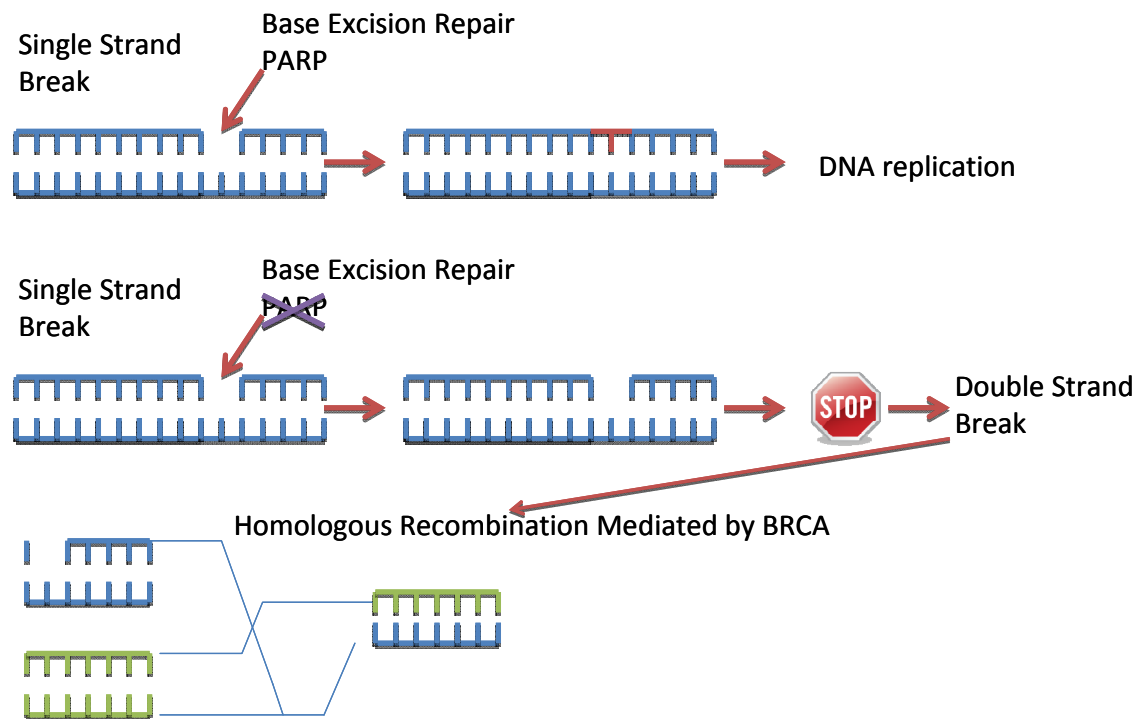 Single Strand
Break
Base Excision Repair
PARP
DNA replication
Single Strand
Break
Base Excision Repair
PARP
STOP
Double Strand
Break
Homologous Recombination Mediated by BRCA